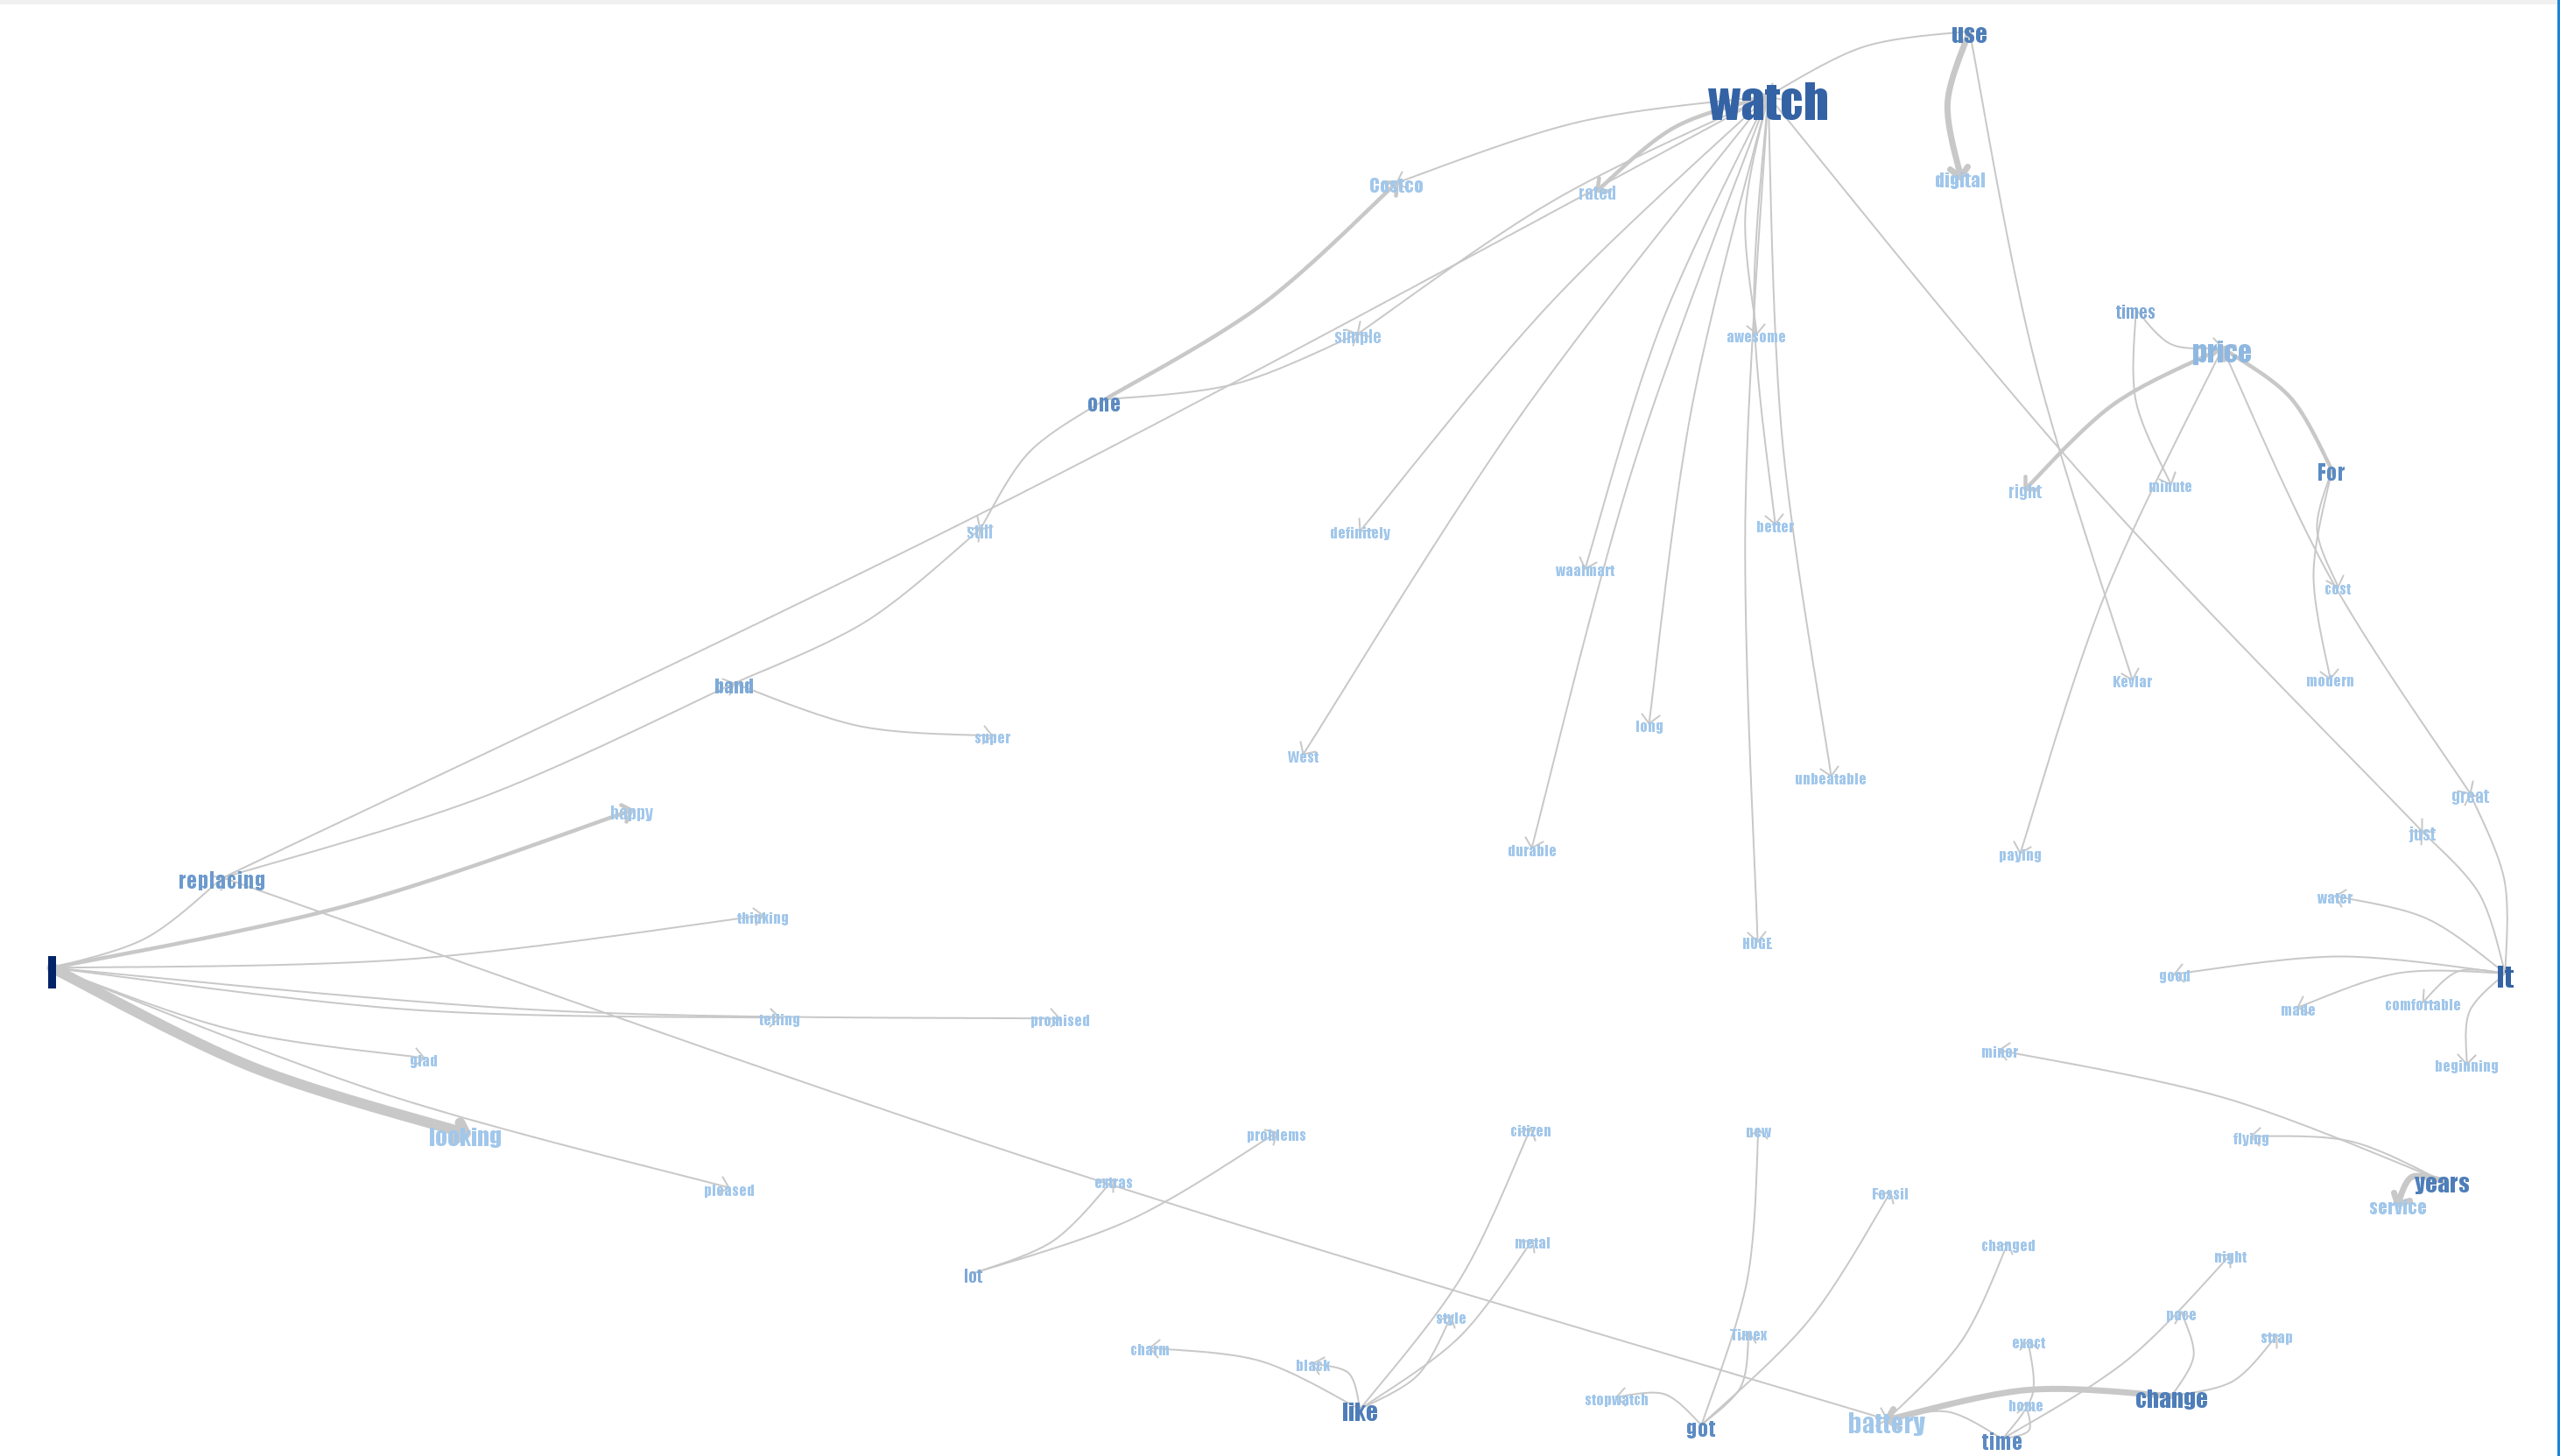 use
watch
Costco
rated
digital
times
simple
awesome
price
one
For
right
minute
Still
definitely
better
waalmart
cost
band
Kevlar
modern
super
long
West
unbeatable
happy
great
just
durable
paying
replacing
thinking
water
HUGE
I
good
It
comfortable
made
telling
promised
minor
glad
beginning
looking
problems
citizen
new
flying
extras
pleased
Fossil
years
service
metal
changed
night
lot
pace
style
Timex
strap
exact
charm
black
stopwatch
change
home
like
battery
got
time